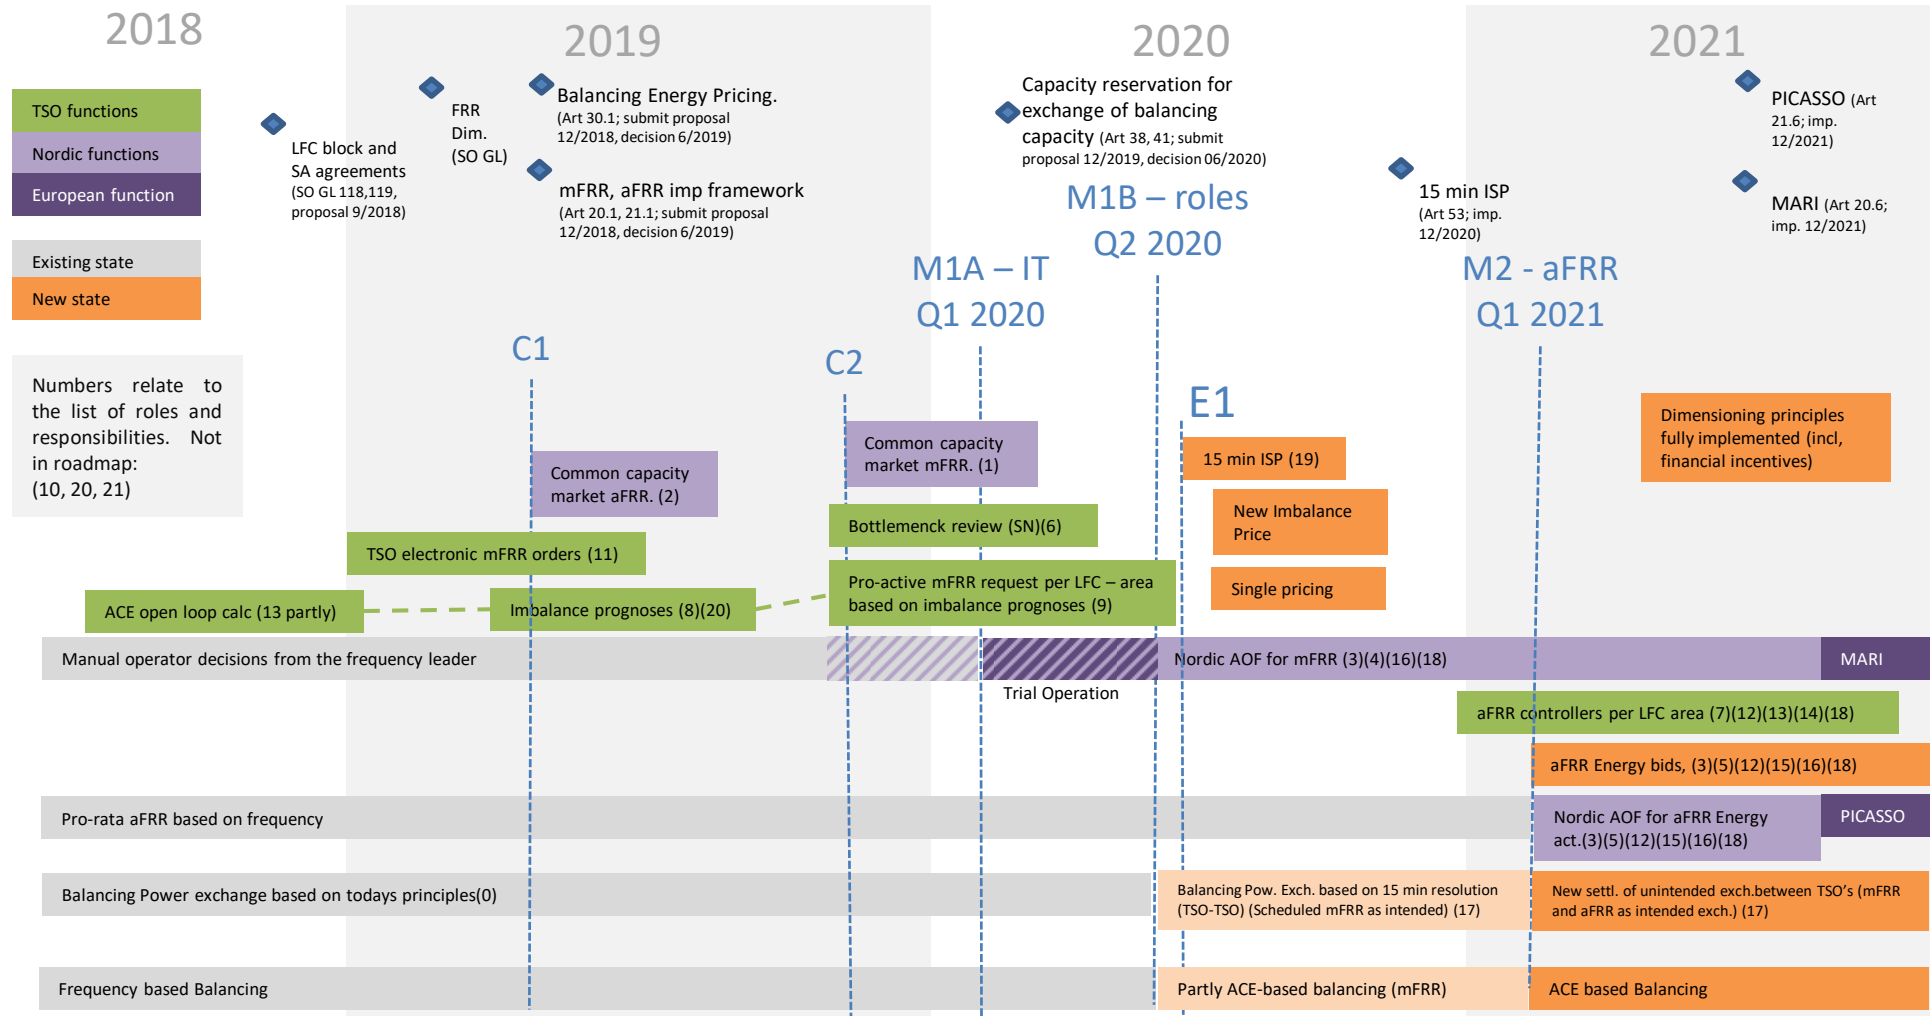 2018
2019
2020
2021
TSO functions
Nordic functions
European function
Existing state
New state
Numbers relate to
the list of roles and
responsibilities. Not
in roadmap:
(10, 20, 21)
LFC block and
SA agreements
(SO GL 118,119,
proposal 9/2018)
FRR
Dim.
(SO GL)
Balancing Energy Pricing.
(Art 30.1; submit proposal
12/2018, decision 6/2019)
mFRR, aFRR imp framework
(Art 20.1, 21.1; submit proposal
12/2018, decision 6/2019)
Capacity reservation for
exchange of balancing
capacity (Art 38, 41; submit
proposal 12/2019, decision 06/2020)
15 min ISP
(Art 53; imp.
12/2020)
PICASSO (Art
21.6; imp.
12/2021)
MARI (Art 20.6;
imp. 12/2021)
M1B – roles
Q2 2020
M1A – IT
Q1 2020
M2 - aFRR
Q1 2021
C1
C2
E1
Common capacity
market aFRR. (2)
Common capacity
market mFRR. (1)
15 min ISP (19)
New Imbalance
Price
Single pricing
Dimensioning principles
fully implemented (incl,
financial incentives)
TSO electronic mFRR orders (11)
Bottlemenck review (SN)(6)
ACE open loop calc (13 partly)
Imbalance prognoses (8)(20)
Pro-active mFRR request per LFC – area
based on imbalance prognoses (9)
Manual operator decisions from the frequency leader
Nordic AOF for mFRR (3)(4)(16)(18)
MARI
Trial Operation
aFRR controllers per LFC area (7)(12)(13)(14)(18)
aFRR Energy bids, (3)(5)(12)(15)(16)(18)
Pro-rata aFRR based on frequency
Nordic AOF for aFRR Energy
act.(3)(5)(12)(15)(16)(18)
PICASSO
Balancing Power exchange based on todays principles(0)
Balancing Pow. Exch. based on 15 min resolution
(TSO-TSO) (Scheduled mFRR as intended) (17)
New settl. of unintended exch.between TSO's (mFRR
and aFRR as intended exch.) (17)
Frequency based Balancing
Partly ACE-based balancing (mFRR)
ACE based Balancing